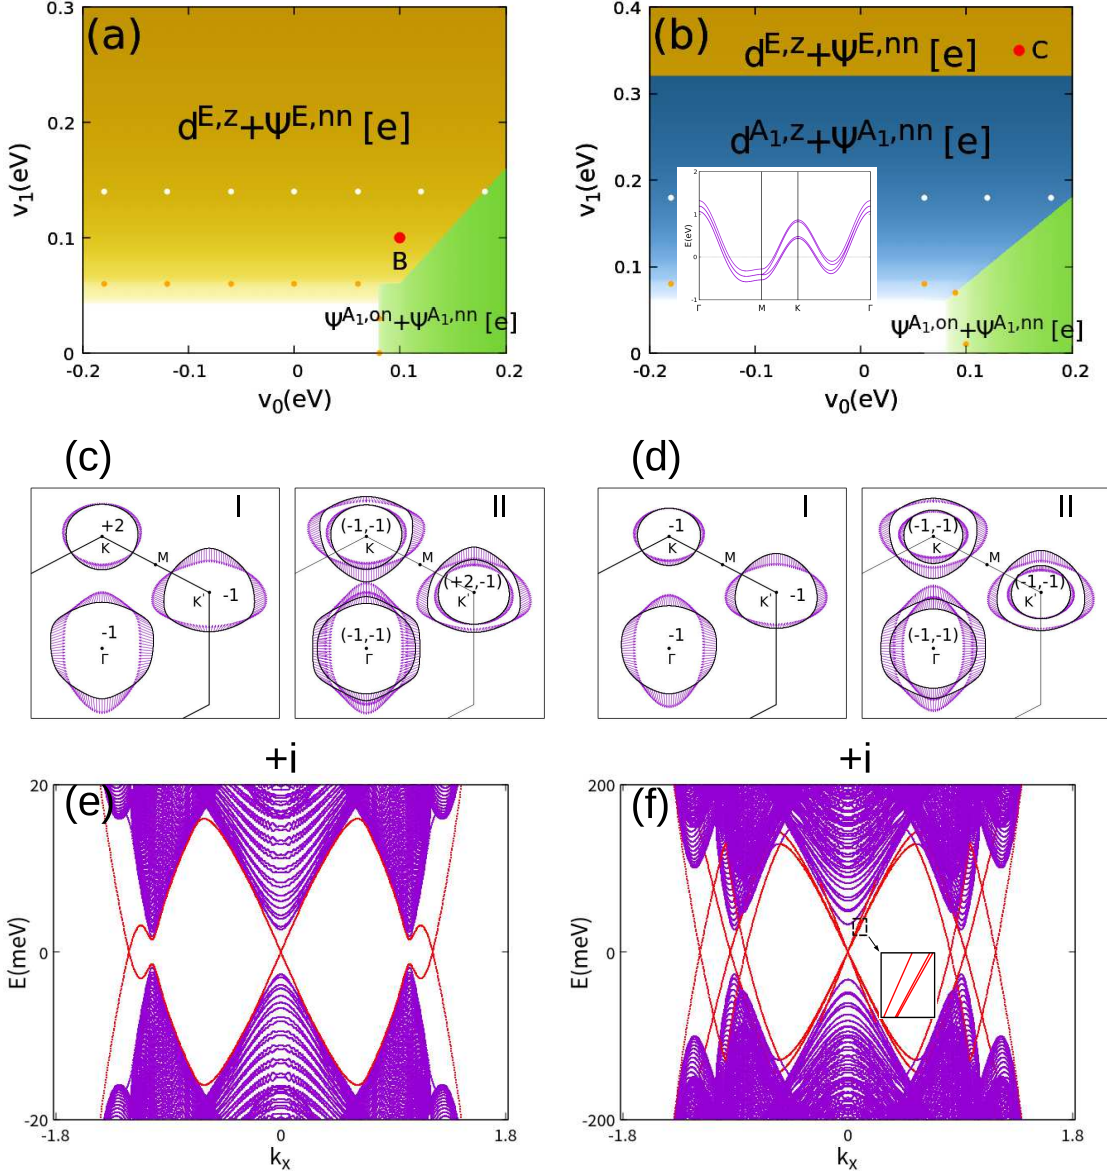 (a)
0.3
0.2
0.1
0
v1(eV)
d^E,z+Ψ^E,nn [e]
B
Ψ^A1,on+Ψ^A1,nn [e]
-0.2 -0.1 0 0.1 0.2
v0(eV)
(b)
0.4
0.3
0.2
0.1
0
v1(eV)
d^E,z+Ψ^E,nn [e]
C
d^A1,z+Ψ^A1,nn [e]
2
1
0
-1
E(eV)
Γ M K Γ
Ψ^A1,on+Ψ^A1,nn [e]
-0.2 -0.1 0 0.1 0.2
v0(eV)
(c)
I
+2
K
M
K'
-1
-1
Γ
II
(-1,-1)
K
M
(+2,-1)
K'
(-1,-1)
Γ
(d)
I
-1
K
M
K'
-1
-1
Γ
II
(-1,-1)
K
M
(-1,-1)
K'
(-1,-1)
Γ
+i
(e)
20
0
-20
E(meV)
-1.8 0 1.8
kx
+i
(f)
200
0
-200
E(meV)
-1.8 0 1.8
kx